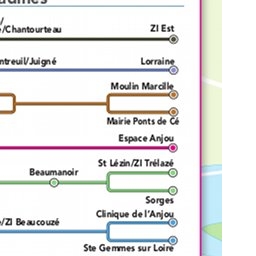 /Chantourteau
ZI Est
ntreuil/Juigné
Lorraine
Moulin Marcille
Mairie Ponts de Cé
Espace Anjou
St Lézin/ZI Trélazé
Beaumanoir
Sorges
Clinique de l'Anjou
/ZI Beaucouzé
Ste Gemmes sur Loire